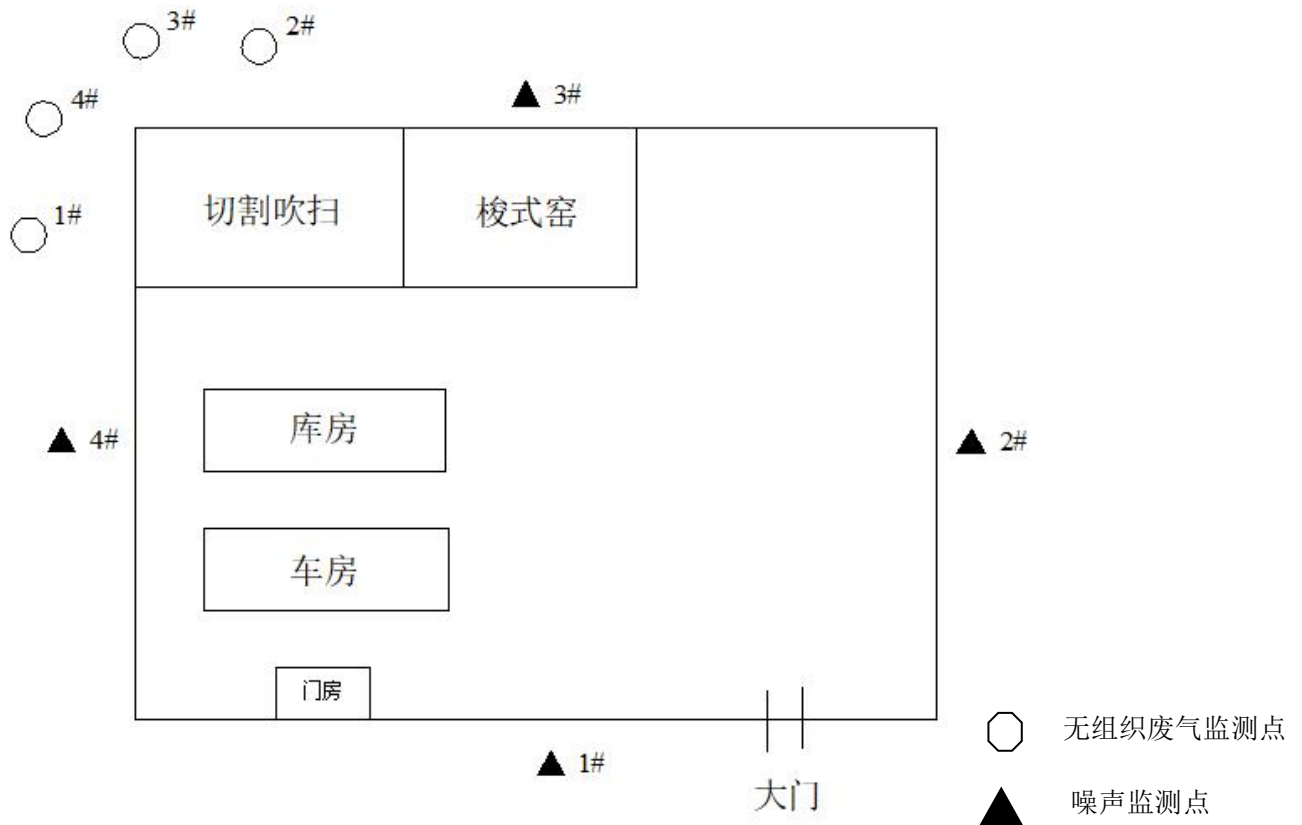 3#
2#
4#
▲ 3#
1#
切割吹扫
梭式窑
库房
▲ 4#
▲ 2#
车房
门房
▲ 1#
大门
○ 无组织废气监测点
▲ 噪声监测点